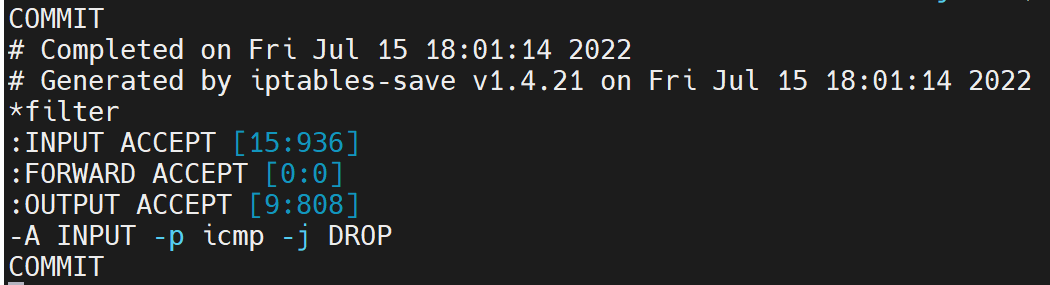 COMMIT
# Completed on Fri Jul 15 18:01:14 2022
# Generated by iptables-save v1.4.21 on Fri Jul 15 18:01:14 2022
*filter
:INPUT ACCEPT [15:936]
:FORWARD ACCEPT [0:0]
:OUTPUT ACCEPT [9:808]
-A INPUT -p icmp -j DROP
COMMIT